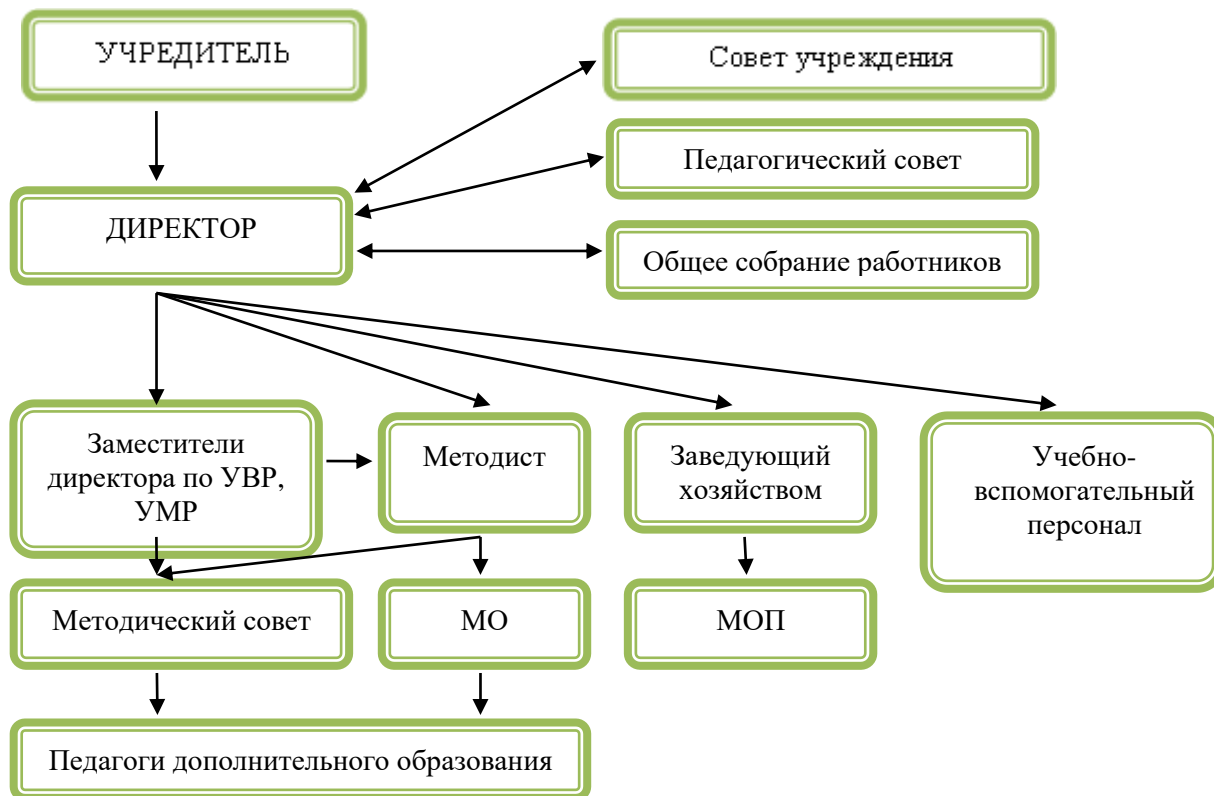 УЧРЕДИТЕЛЬ
Совет учреждения
Педагогический совет
ДИРЕКТОР
Общее собрание работников
Заместители
директора по УВР,
УМР
Методист
Заведующий
хозяйством
Учебно-
вспомогательный
персонал
Методический совет
МО
МОП
Педагоги дополнительного образования